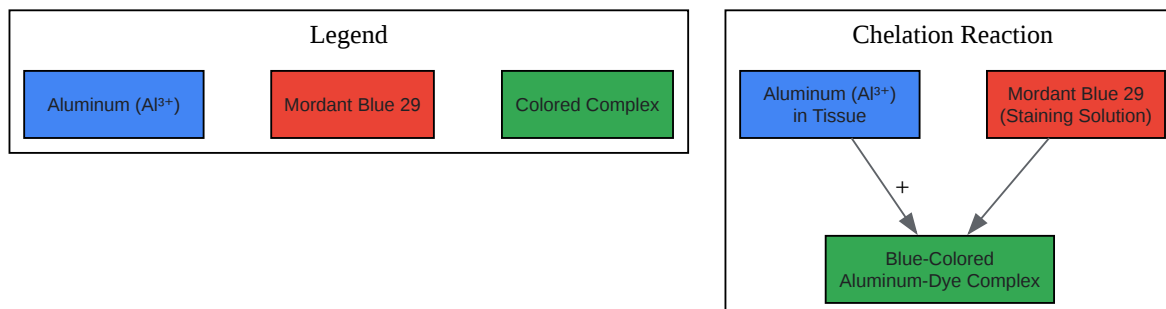 Legend
Aluminum (Al³⁺)
Mordant Blue 29
Colored Complex
Chelation Reaction
Aluminum (Al³⁺)
in Tissue
Mordant Blue 29
(Staining Solution)
+
Blue-Colored
Aluminum-Dye Complex